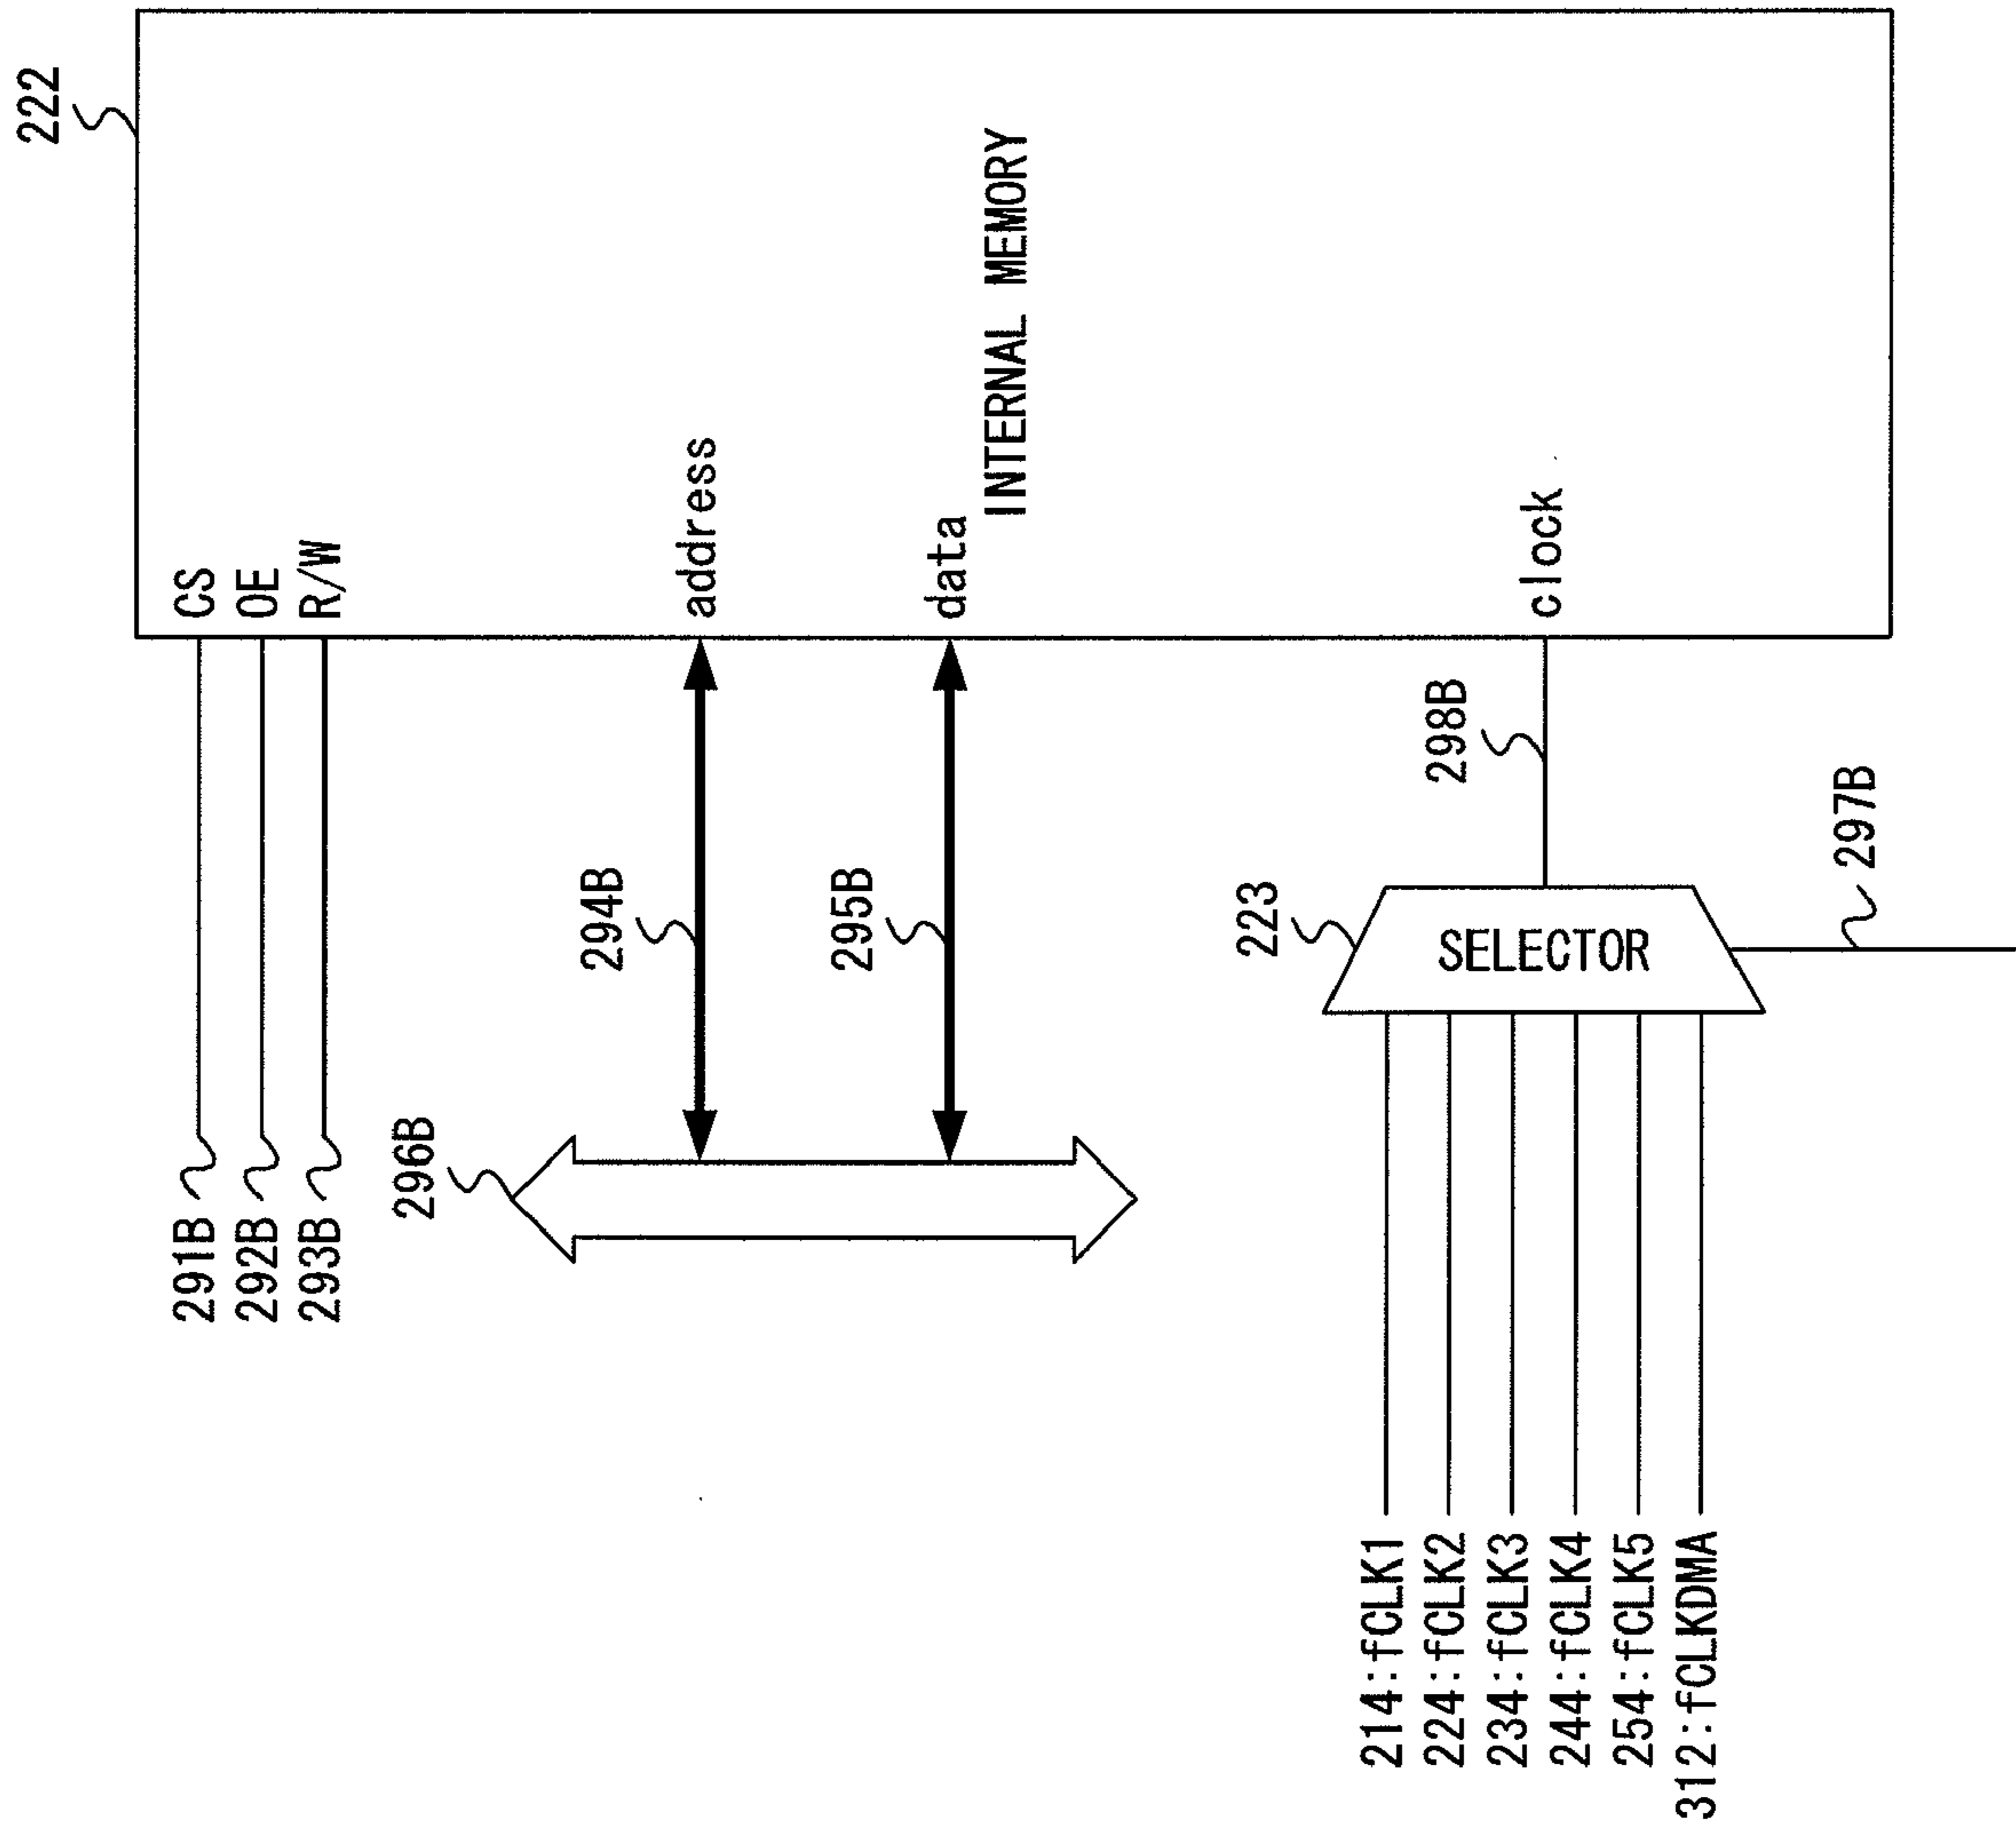 222
291B
CS
292B
OE
293B
R/W
296B
294B
address
295B
data
INTERNAL MEMORY
223
SELECTOR
298B
clock
297B
214:fCLK1
224:fCLK2
234:fCLK3
244:fCLK4
254:fCLK5
312:fCLKDMA